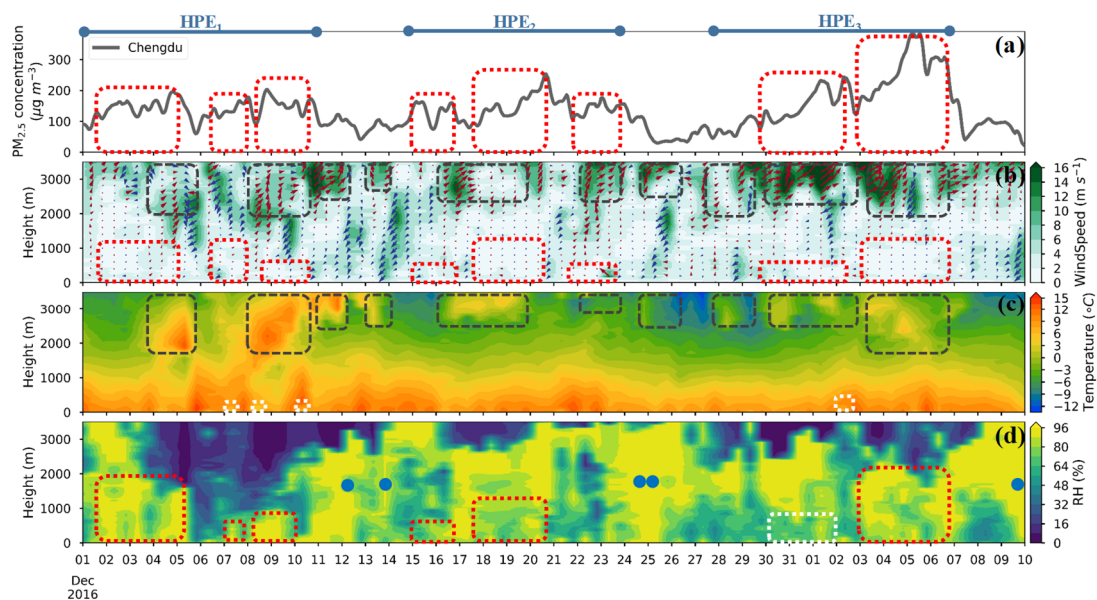 HPE1
HPE2
HPE3
(a)
Chengdu
PM2.5 concentration
(μg m−3)
300
200
100
0
(b)
Height (m)
3000
2000
1000
0
WindSpeed (m s−1)
16
14
12
10
8
6
4
2
0
(c)
Height (m)
3000
2000
1000
0
Temperature (∘C)
15
12
9
6
3
0
−3
−6
−9
−12
(d)
Height (m)
3000
2000
1000
0
RH (%)
96
80
64
48
32
16
0
01 02 03 04 05 06 07 08 09 10 11 12 13 14 15 16 17 18 19 20 21 22 23 24 25 26 27 28 29 30 31 01 02 03 04 05 06 07 08 09 10
Dec
2016